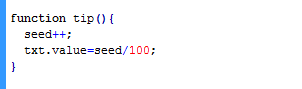 function tip(){
  seed++;
  txt.value=seed/100;
}